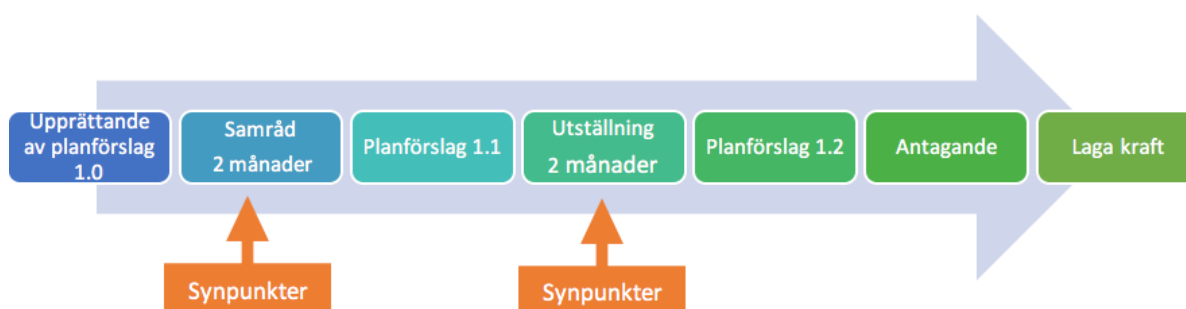 Upprättande
av planförslag
1.0
Samråd
2 månader
Planförslag 1.1
Utställning
2 månader
Planförslag 1.2
Antagande
Laga kraft
Synpunkter
Synpunkter